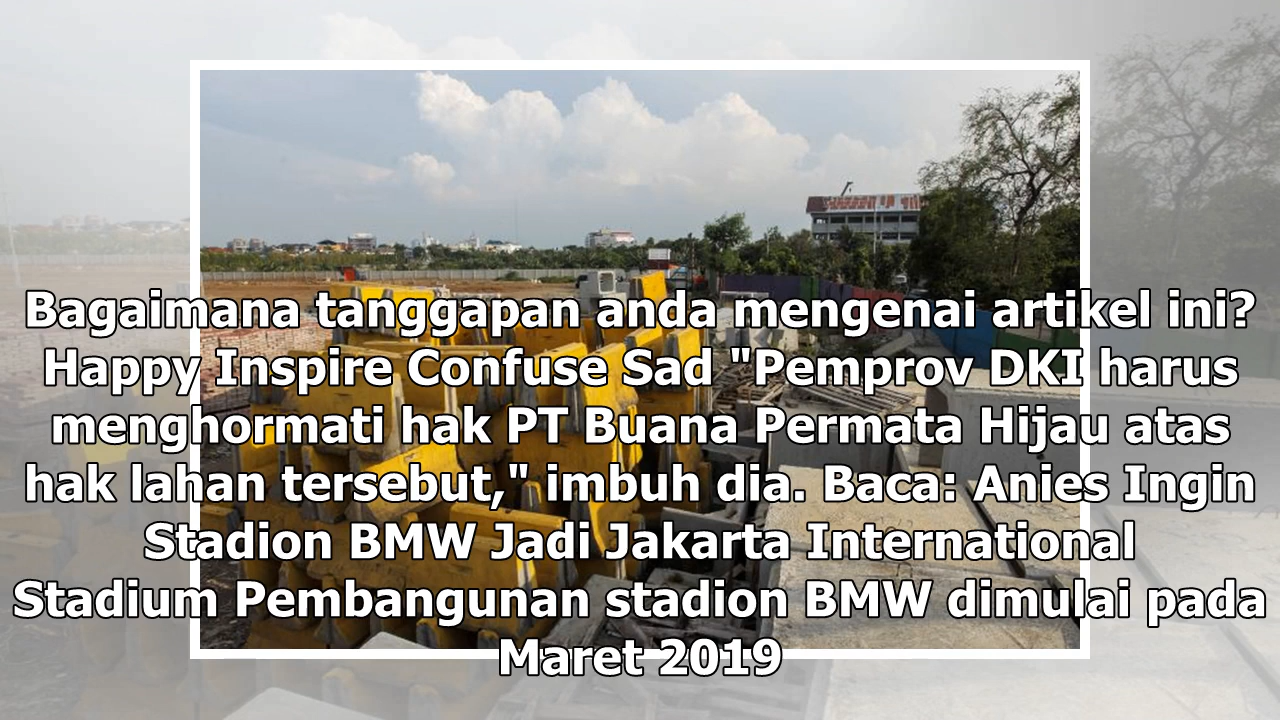 Bagaimana tanggapan anda mengenai artikel ini?
Happy Inspire Confuse Sad "Pemprov DKI harus
menghormati hak PT Buana Permata Hijau atas
hak lahan tersebut," imbuh dia. Baca: Anies Ingin
Stadion BMW Jadi Jakarta International
Stadium Pembangunan stadion BMW dimulai pada
Maret 2019